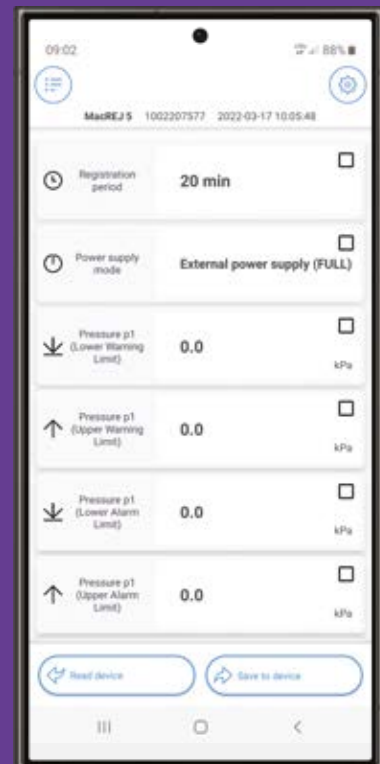 09:02
88%
MacREJ 5 1002207577 2022-03-17 10:05:48
Registration
period
20 min
Power supply
mode
External power supply (FULL)
Pressure p1
(Lower Warning
Limit)
0.0
kPa
Pressure p1
(Upper Warning
Limit)
0.0
kPa
Pressure p1
(Lower Alarm
Limit)
0.0
kPa
Pressure p1
(Upper Alarm
Limit)
0.0
kPa
Read device
Save to device